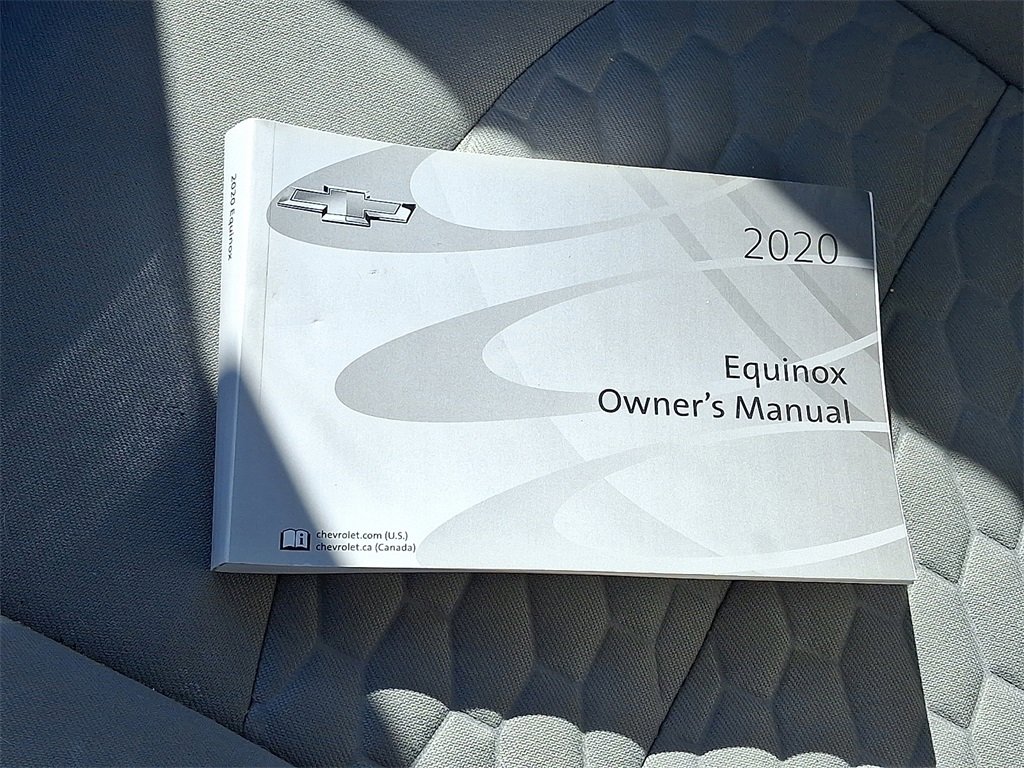 2020 Equinox
2020
Equinox
Owner's Manual
chevrolet.com (U.S.)
chevrolet.ca (Canada)